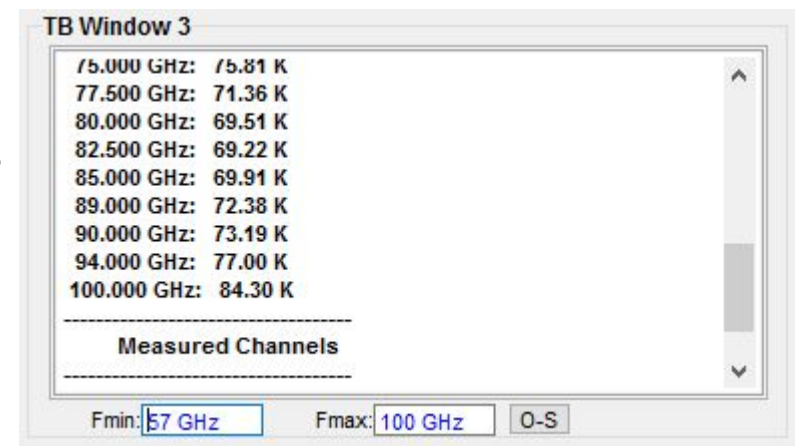 TB Window 3
75.000 GHz: 75.81 K
77.500 GHz: 71.36 K
80.000 GHz: 69.51 K
82.500 GHz: 69.22 K
85.000 GHz: 69.91 K
89.000 GHz: 72.38 K
90.000 GHz: 73.19 K
94.000 GHz: 77.00 K
100.000 GHz: 84.30 K
------------------------------------
Measured Channels
------------------------------------
Fmin: 57 GHz Fmax: 100 GHz O-S